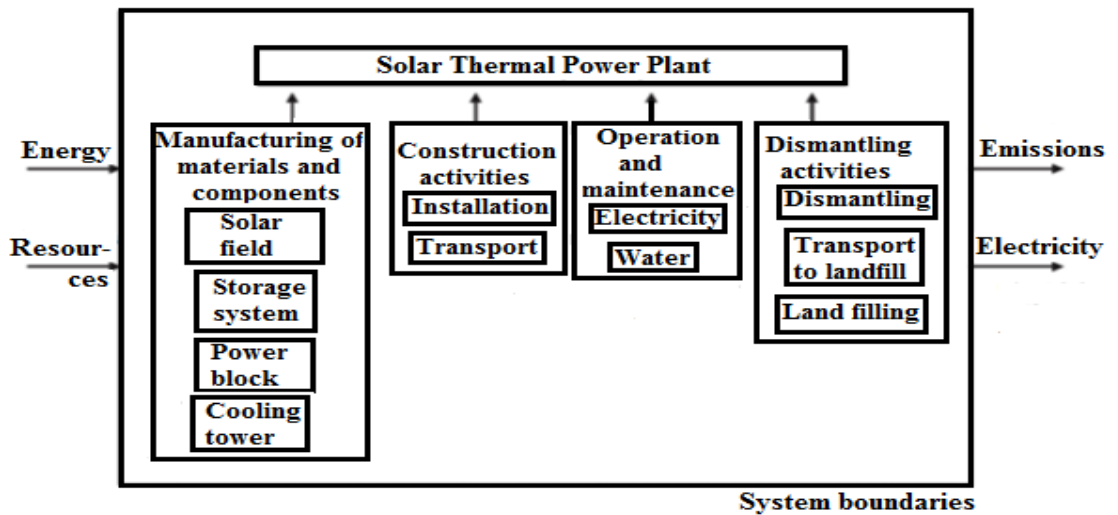 Solar Thermal Power Plant
Energy
Resour-
ces
Manufacturing of
materials and
components
Solar
field
Storage
system
Power
block
Cooling
tower
Construction
activities
Installation
Transport
Operation
and
maintenance
Electricity
Water
Dismantling
activities
Dismantling
Transport
to landfill
Land filling
Emissions
Electricity
System boundaries